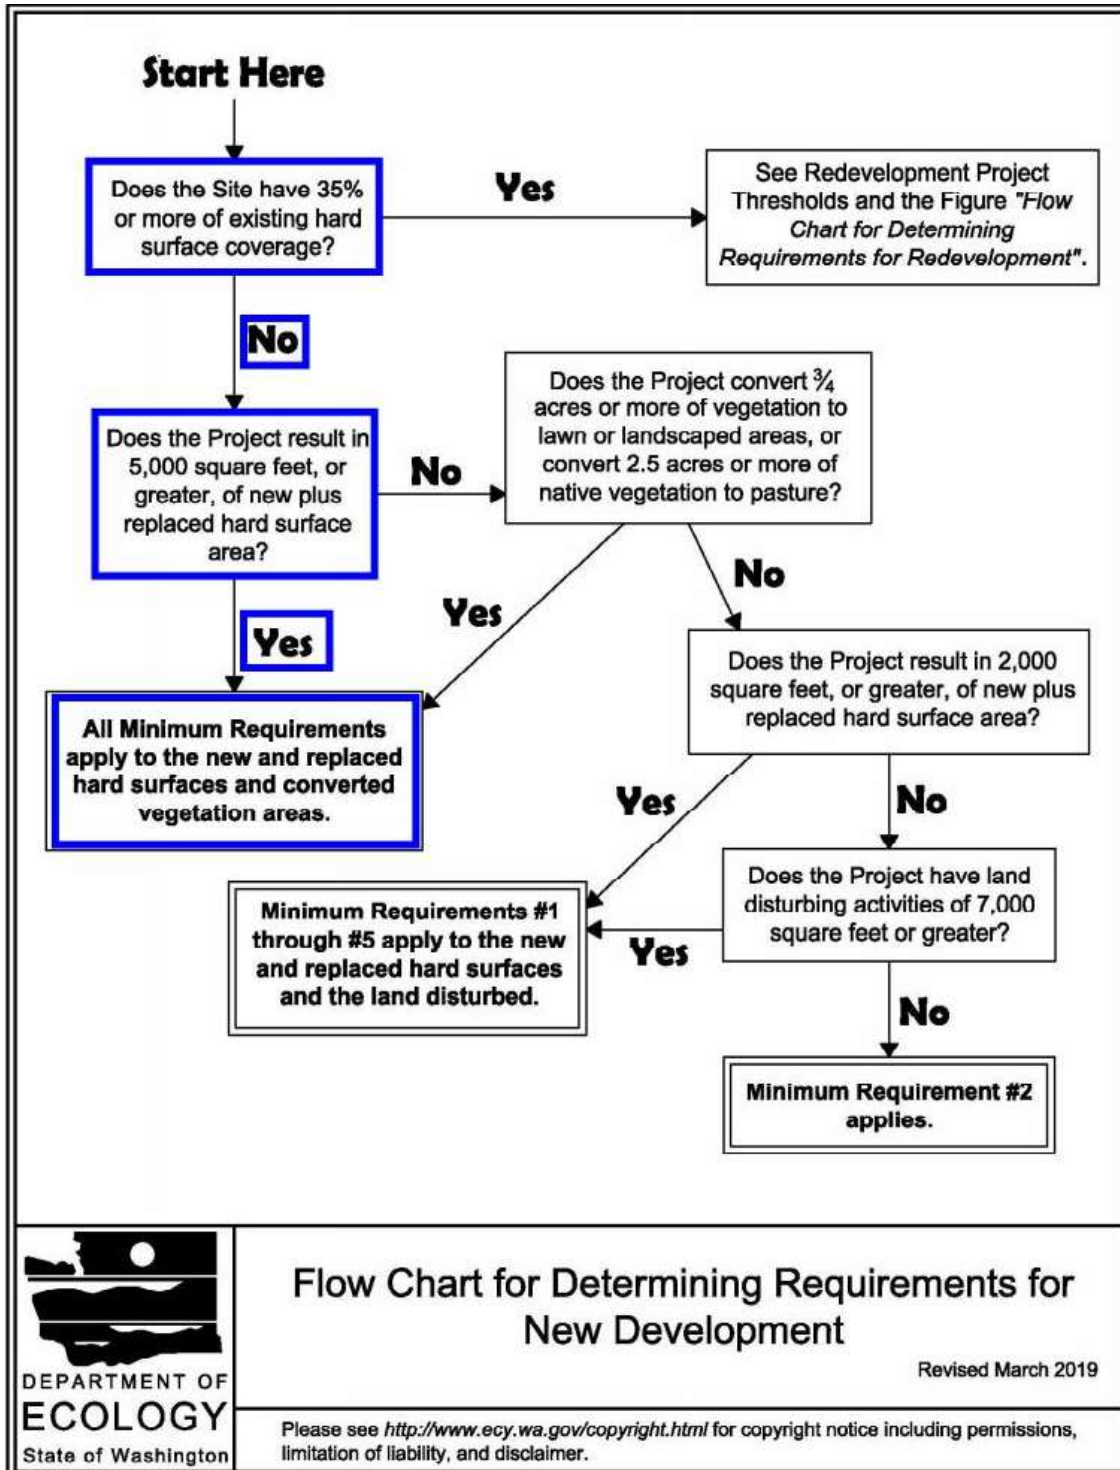 Start Here
Does the Site have 35%
or more of existing hard
surface coverage?
Yes
See Redevelopment Project
Thresholds and the Figure "Flow
Chart for Determining
Requirements for Redevelopment".
No
Does the Project result in
5,000 square feet, or
greater, of new plus
replaced hard surface
area?
No
Does the Project convert ¾
acres or more of vegetation to
lawn or landscaped areas, or
convert 2.5 acres or more of
native vegetation to pasture?
Yes
Yes
No
All Minimum Requirements
apply to the new and replaced
hard surfaces and converted
vegetation areas.
Does the Project result in 2,000
square feet, or greater, of new plus
replaced hard surface area?
Yes
No
Minimum Requirements #1
through #5 apply to the new
and replaced hard surfaces
and the land disturbed.
Yes
Does the Project have land
disturbing activities of 7,000
square feet or greater?
No
Minimum Requirement #2
applies.
DEPARTMENT OF
ECOLOGY
State of Washington
Flow Chart for Determining Requirements for
New Development
Revised March 2019
Please see http://www.ecy.wa.gov/copyright.html for copyright notice including permissions,
limitation of liability, and disclaimer.